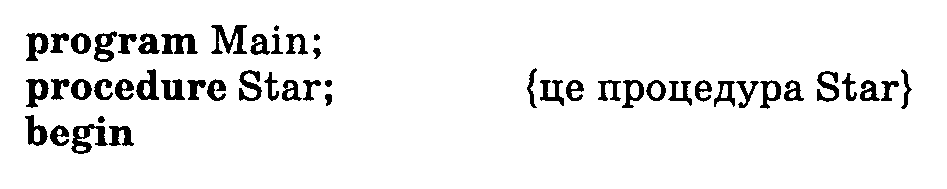 program Main;
procedure Star; {це процедура Star}
begin